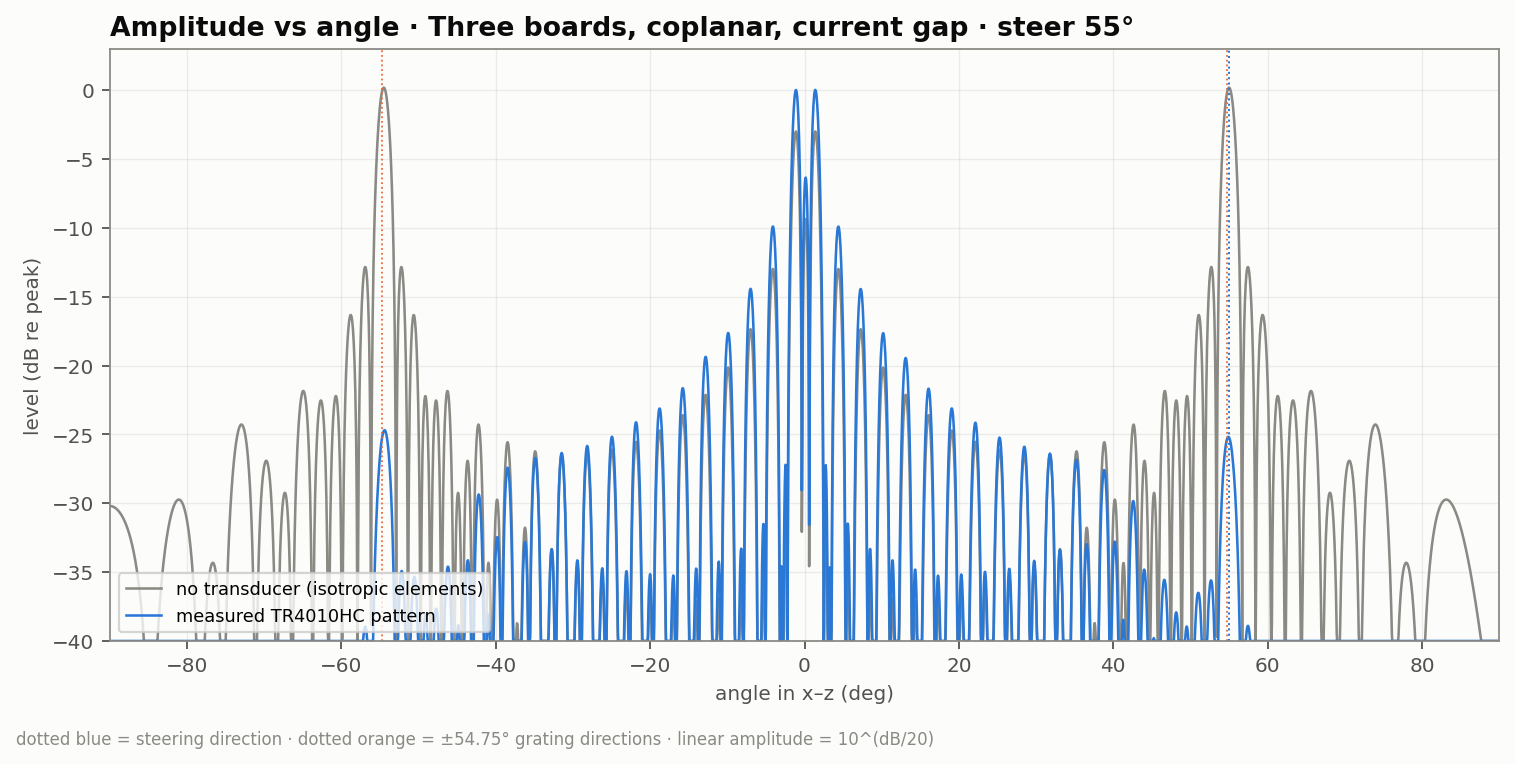 Amplitude vs angle · Three boards, coplanar, current gap · steer 55°
level (dB re peak)
0
−5
−10
−15
−20
−25
−30
−35
−40
no transducer (isotropic elements)
measured TR4010HC pattern
−80 −60 −40 −20 0 20 40 60 80
angle in x–z (deg)
dotted blue = steering direction · dotted orange = ±54.75° grating directions · linear amplitude = 10^(dB/20)